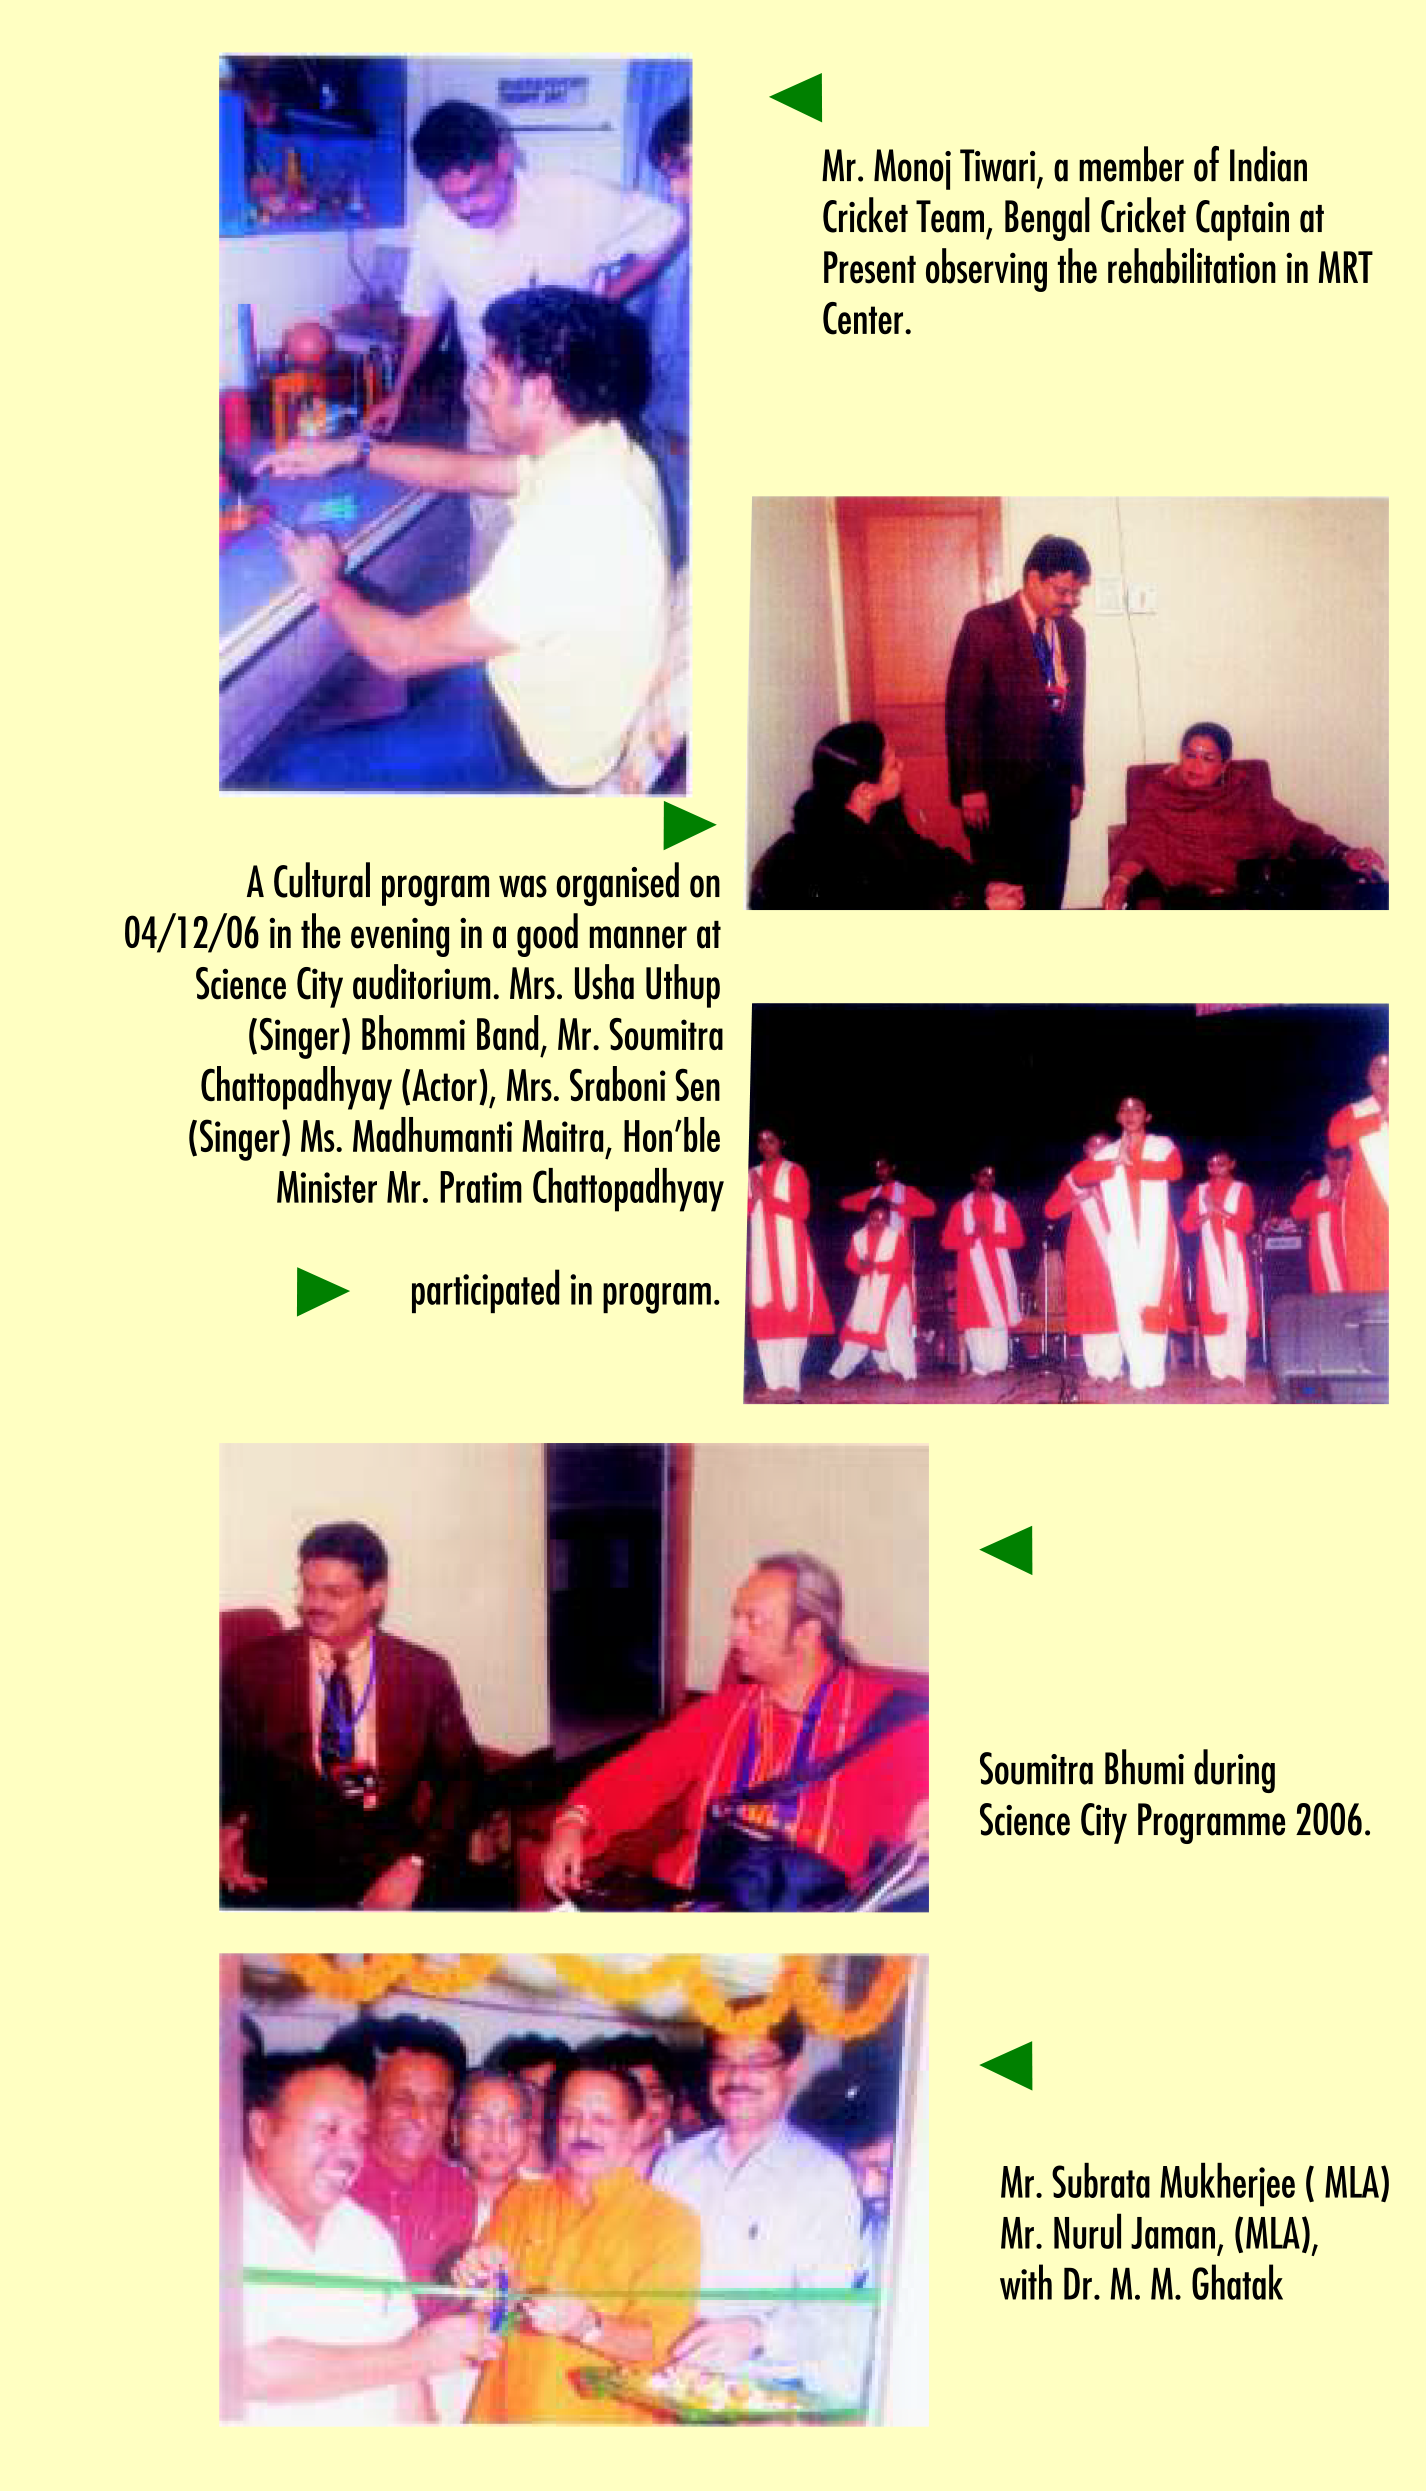 Mr. Monoj Tiwari, a member of Indian
Cricket Team, Bengal Cricket Captain at
Present observing the rehabilitation in MRT
Center.
A Cultural program was organised on
04/12/06 in the evening in a good manner at
Science City auditorium. Mrs. Usha Uthup
(Singer) Bhommi Band, Mr. Soumitra
Chattopadhyay (Actor), Mrs. Sraboni Sen
(Singer) Ms. Madhumanti Maitra, Hon’ble
Minister Mr. Pratim Chattopadhyay
participated in program.
Soumitra Bhumi during
Science City Programme 2006.
Mr. Subrata Mukherjee ( MLA)
Mr. Nurul Jaman, (MLA),
with Dr. M. M. Ghatak